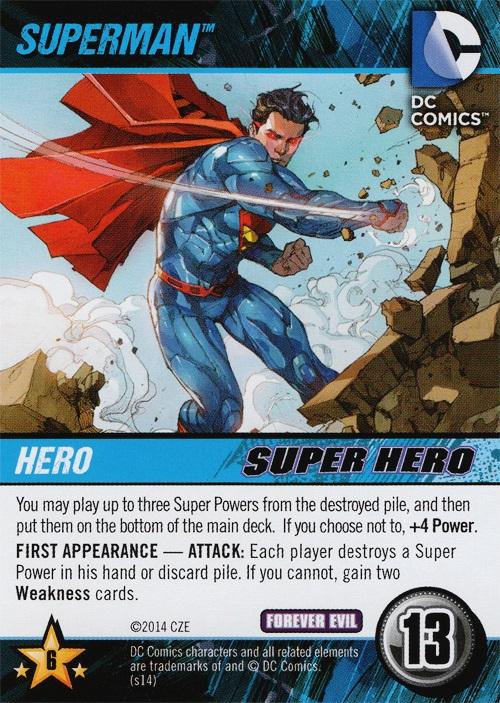 SUPERMAN™
DC
COMICS™
HERO
SUPER HERO
You may play up to three Super Powers from the destroyed pile, and then
put them on the bottom of the main deck. If you choose not to, +4 Power.
FIRST APPEARANCE — ATTACK: Each player destroys a Super
Power in his hand or discard pile. If you cannot, gain two
Weakness cards.
©2014 CZE
FOREVER EVIL
6
13
DC Comics characters and all related elements
are trademarks of and © DC Comics.
(s14)